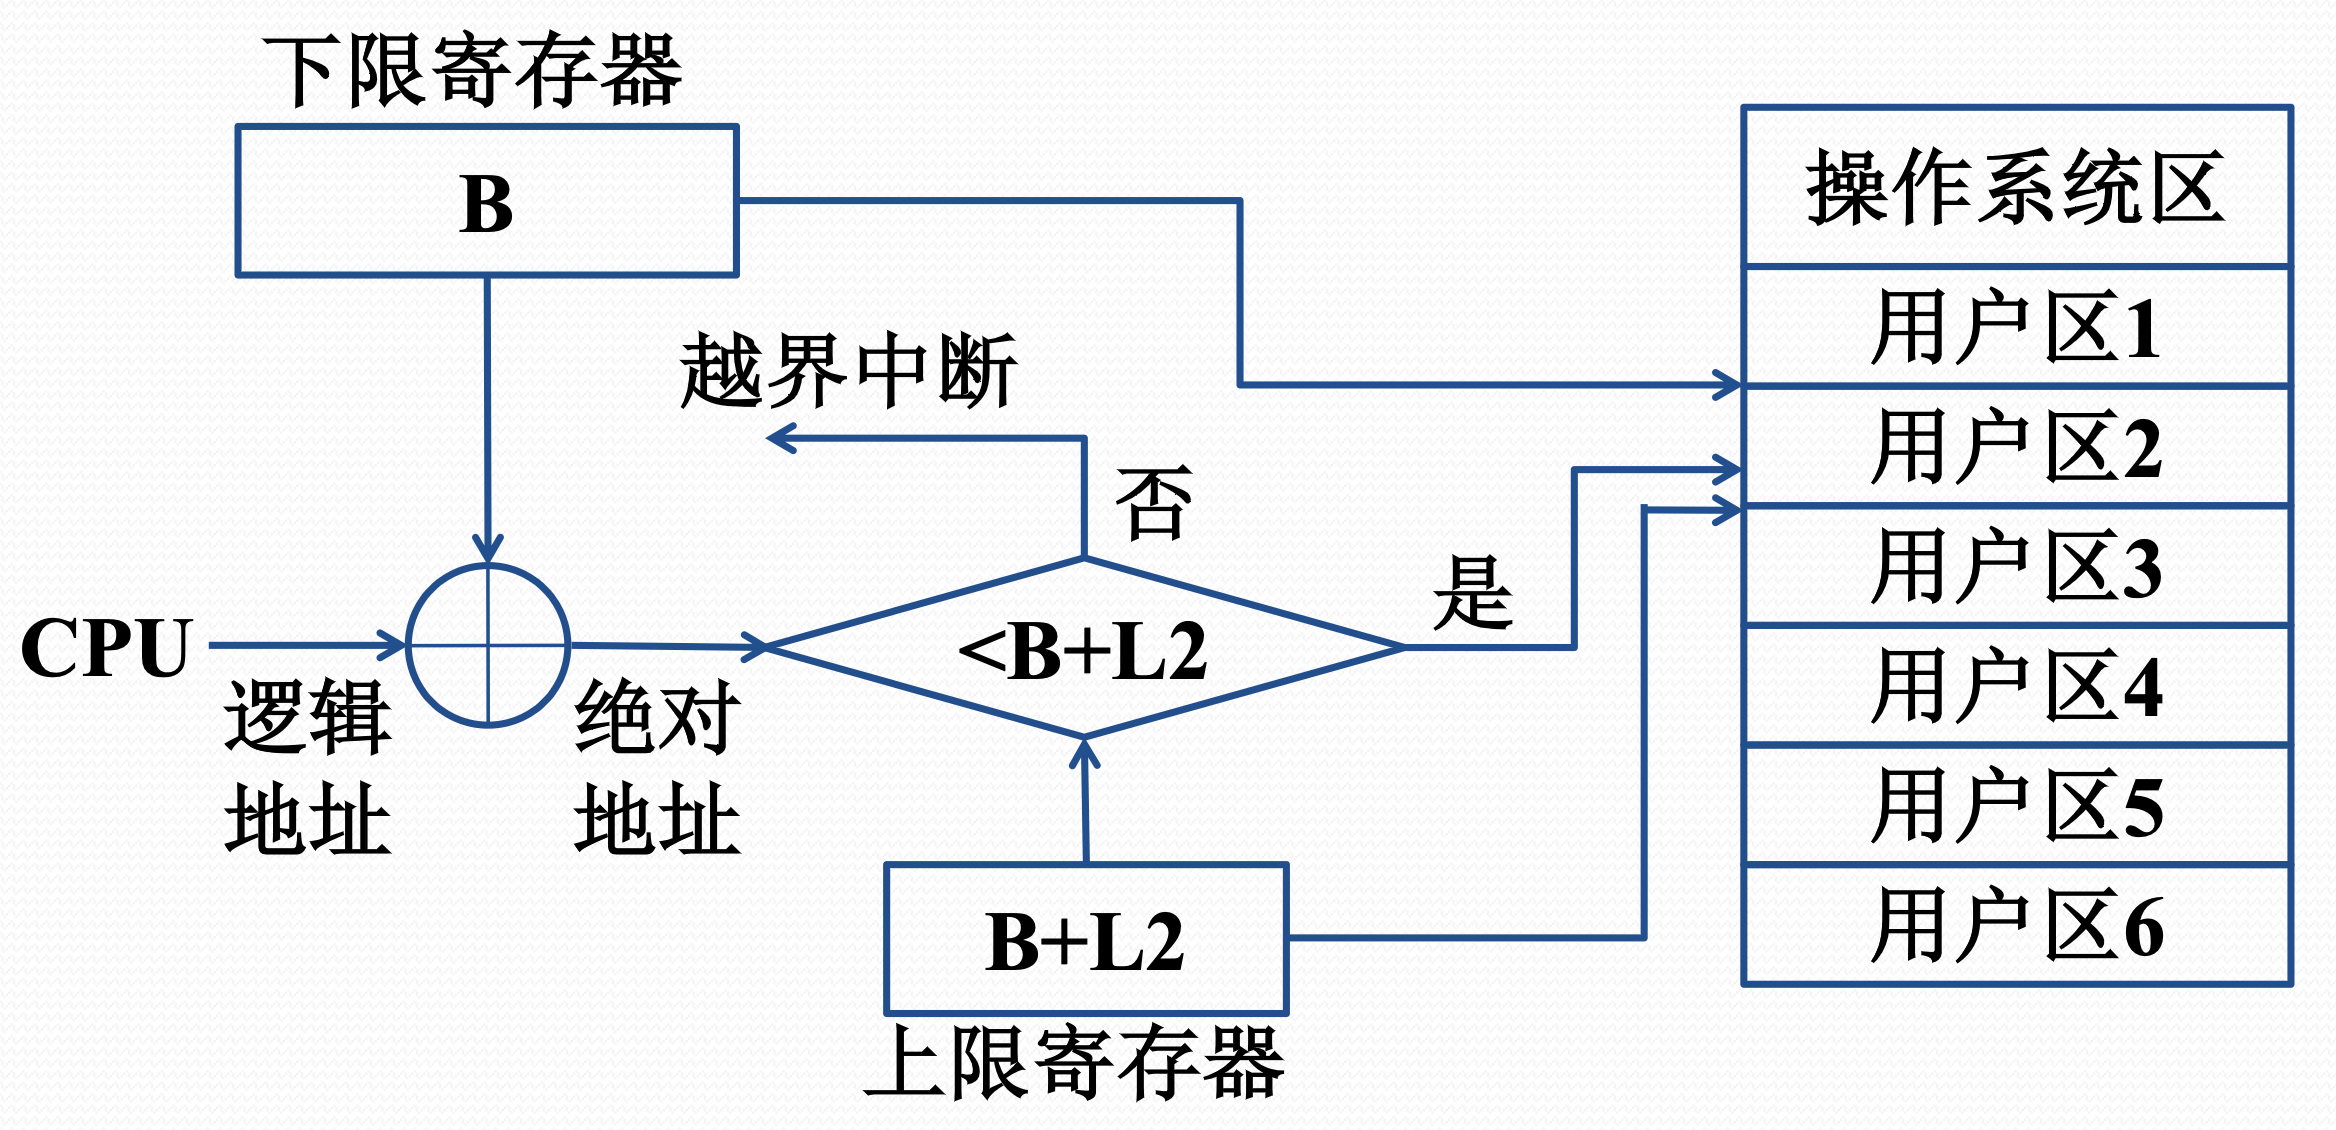 下限寄存器
B
操作系统区
用户区1
越界中断
用户区2
否
用户区3
是
CPU
<B+L2
逻辑
地址
绝对
地址
用户区4
用户区5
B+L2
用户区6
上限寄存器